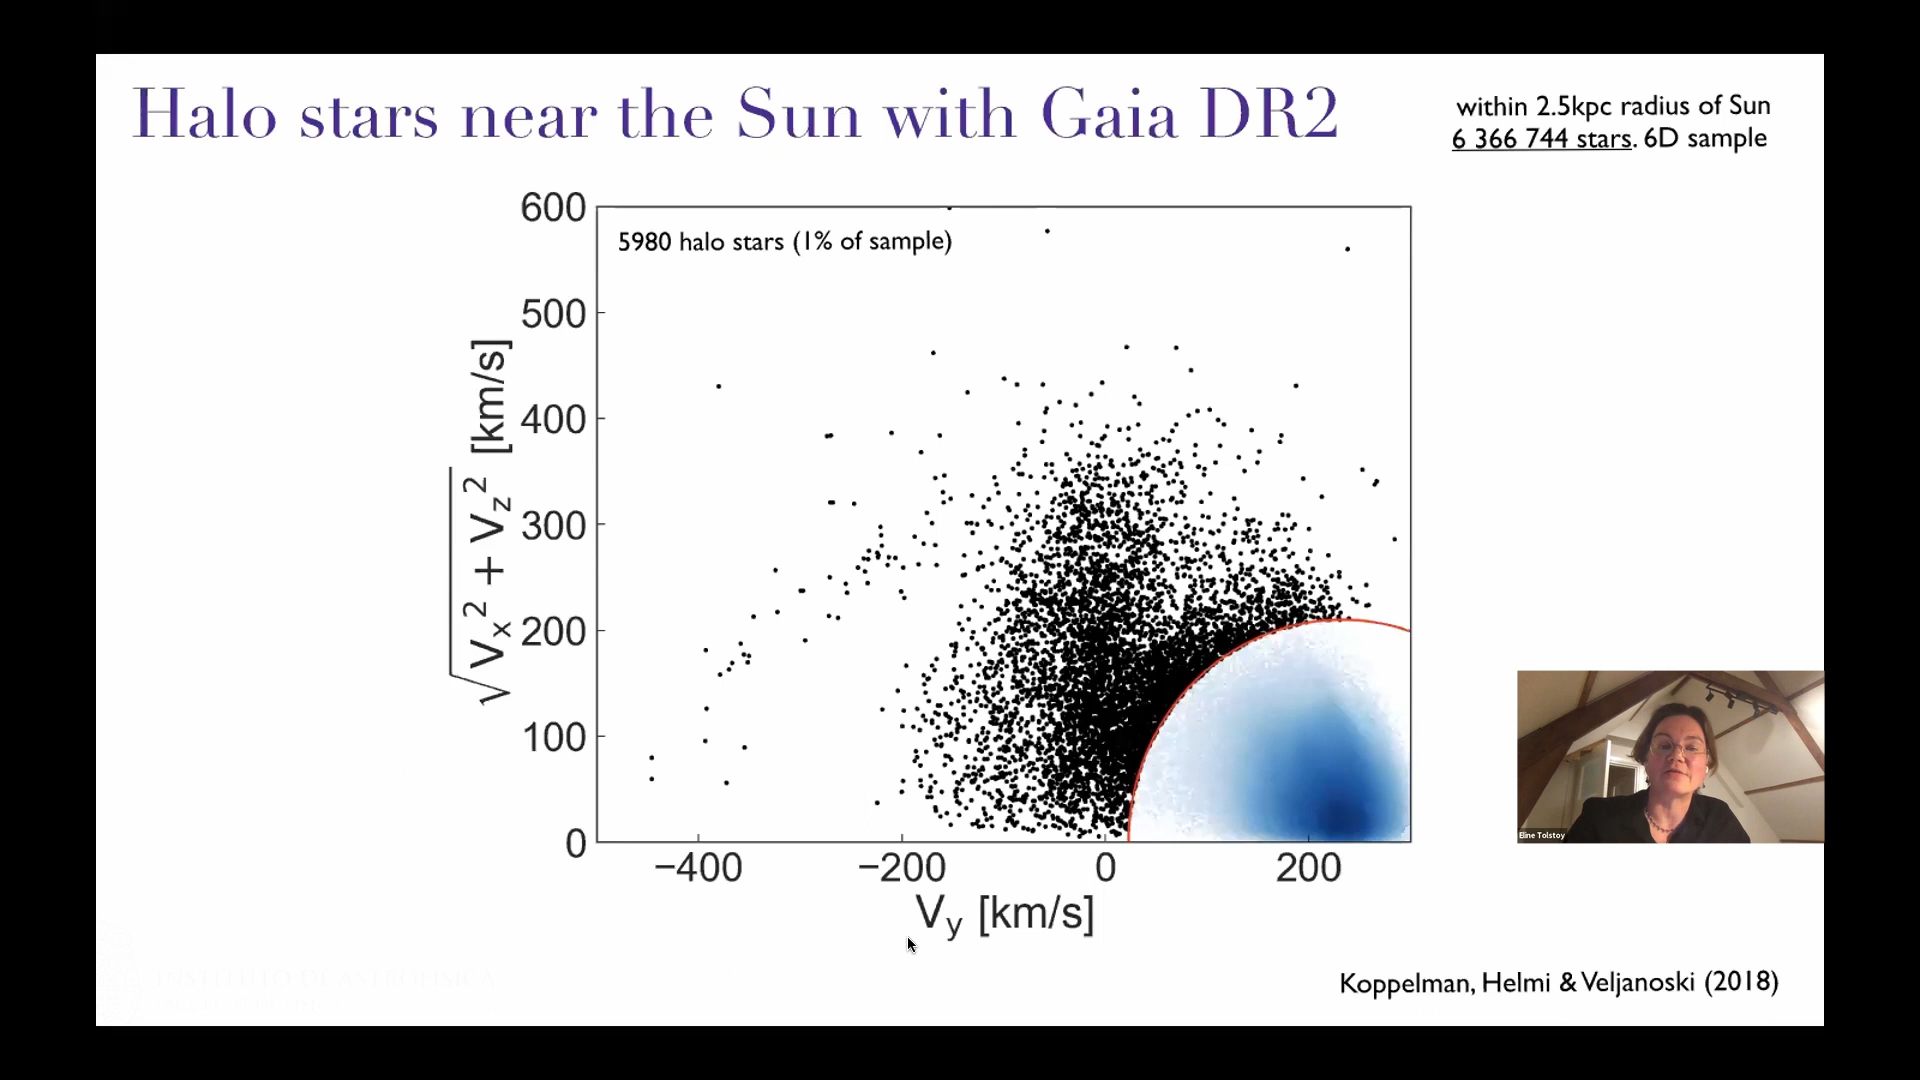 Halo stars near the Sun with Gaia DR2
within 2.5kpc radius of Sun
6 366 744 stars. 6D sample
5980 halo stars (1% of sample)
600
500
400
300
200
100
0
√Vx² + Vz² [km/s]
−400 −200 0 200
Vy [km/s]
Eline Tolstoy
Koppelman, Helmi & Veljanoski (2018)